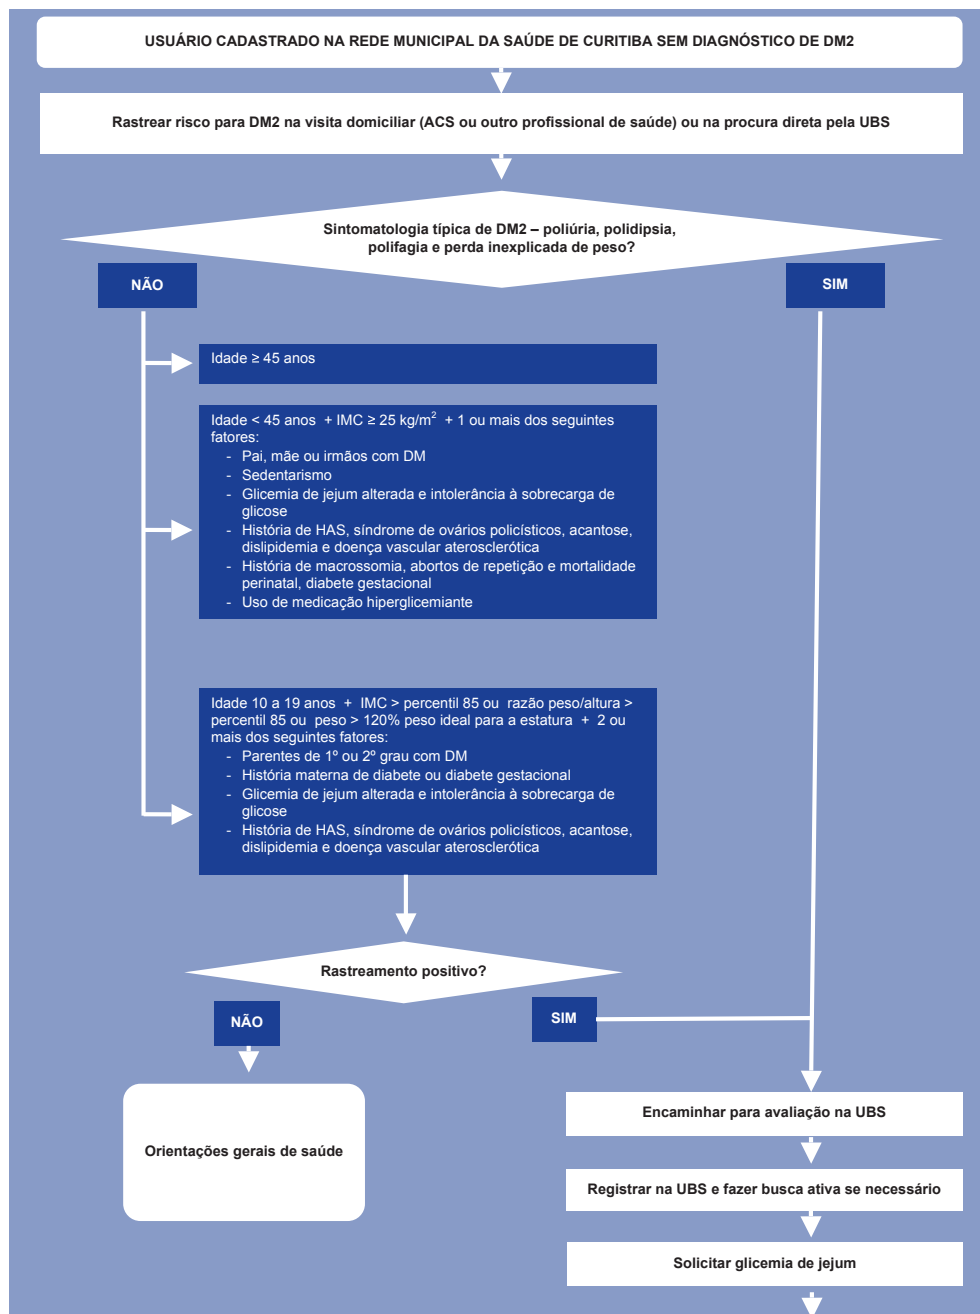 USUÁRIO CADASTRADO NA REDE MUNICIPAL DA SAÚDE DE CURITIBA SEM DIAGNÓSTICO DE DM2
Rastrear risco para DM2 na visita domiciliar (ACS ou outro profissional de saúde) ou na procura direta pela UBS
Sintomatologia típica de DM2 – poliúria, polidipsia,
polifagia e perda inexplicada de peso?
NÃO
SIM
Idade ≥ 45 anos
Idade < 45 anos + IMC ≥ 25 kg/m² + 1 ou mais dos seguintes
fatores:
- Pai, mãe ou irmãos com DM
- Sedentarismo
- Glicemia de jejum alterada e intolerância à sobrecarga de
glicose
- História de HAS, síndrome de ovários policísticos, acantose,
dislipidemia e doença vascular aterosclerótica
- História de macrossomia, abortos de repetição e mortalidade
perinatal, diabete gestacional
- Uso de medicação hiperglicemiante
Idade 10 a 19 anos + IMC > percentil 85 ou razão peso/altura >
percentil 85 ou peso > 120% peso ideal para a estatura + 2 ou
mais dos seguintes fatores:
- Parentes de 1º ou 2º grau com DM
- História materna de diabete ou diabete gestacional
- Glicemia de jejum alterada e intolerância à sobrecarga de
glicose
- História de HAS, síndrome de ovários policísticos, acantose,
dislipidemia e doença vascular aterosclerótica
Rastreamento positivo?
NÃO
SIM
Orientações gerais de saúde
Encaminhar para avaliação na UBS
Registrar na UBS e fazer busca ativa se necessário
Solicitar glicemia de jejum